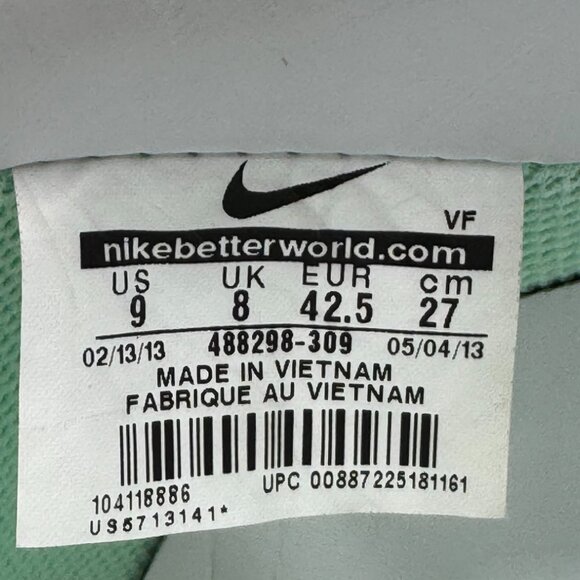 VF
nikebetterworld.com
US UK EUR cm
9 8 42.5 27
02/13/13 488298-309 05/04/13
MADE IN VIETNAM
FABRIQUE AU VIETNAM
104118886 UPC 00887225181161
US5713141*